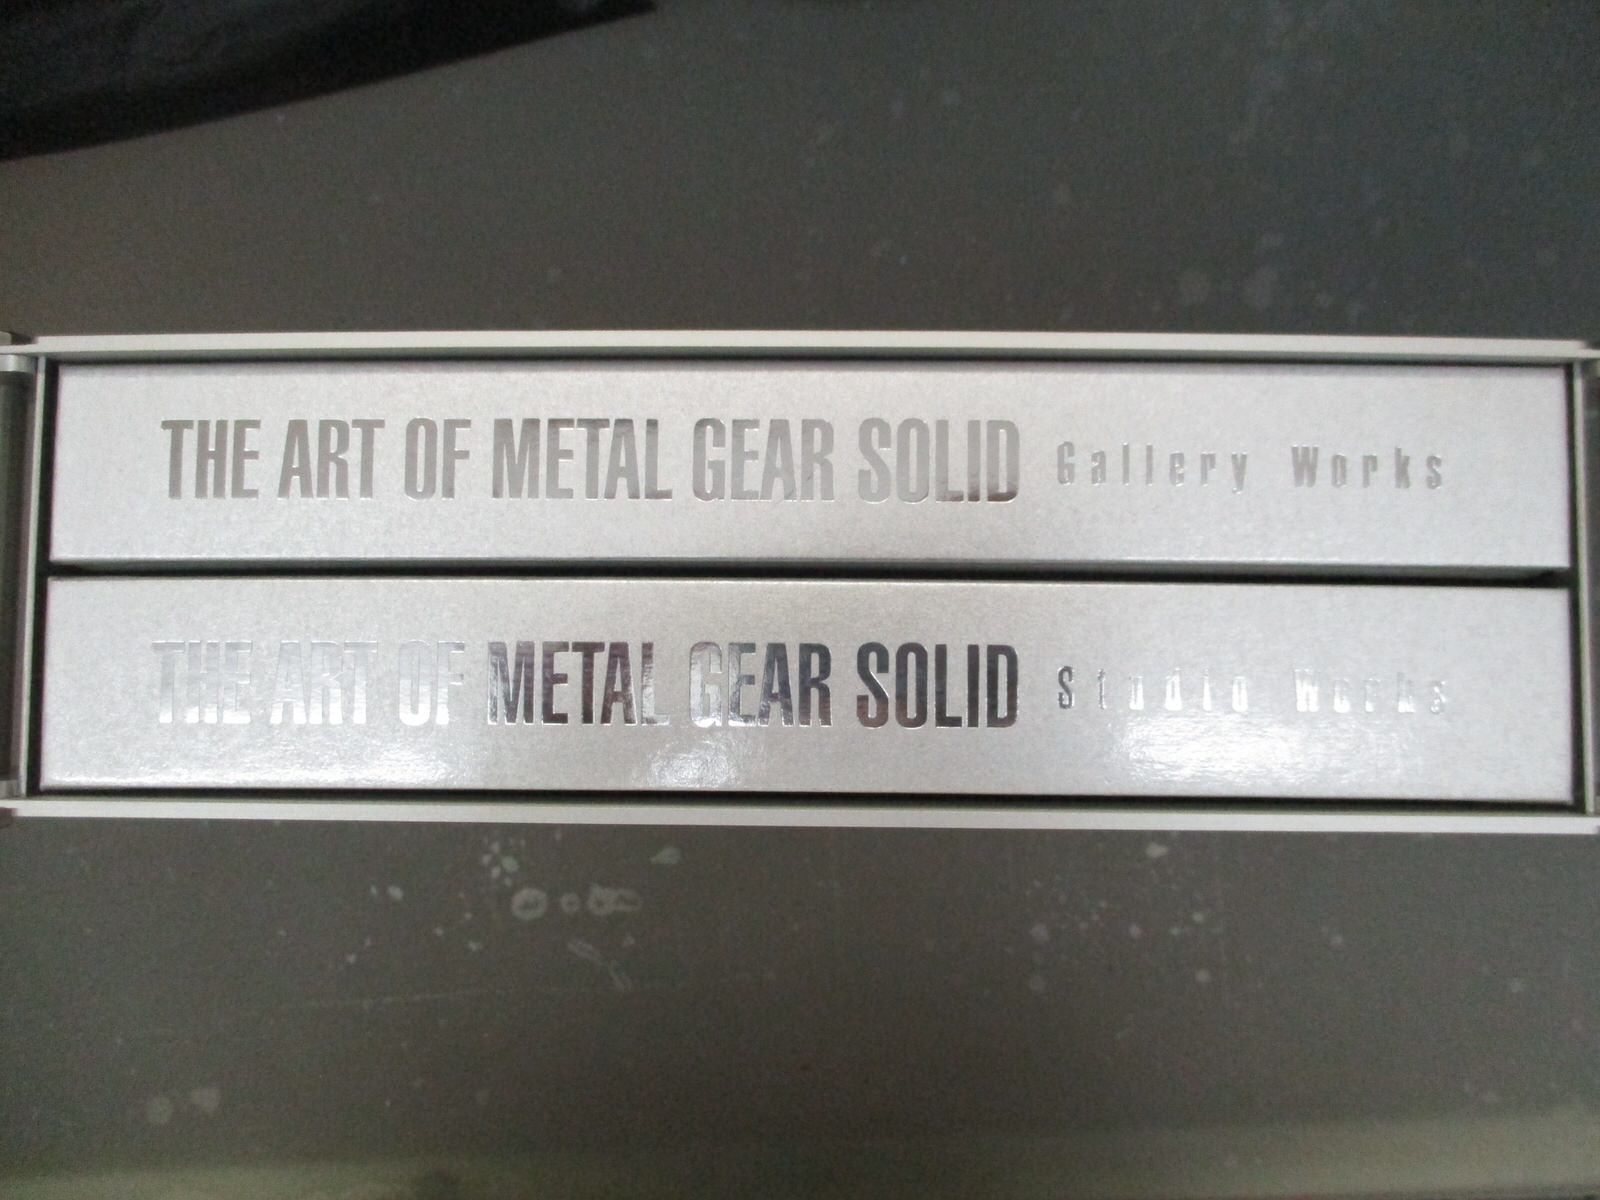 THE ART OF METAL GEAR SOLID Gallery Works
THE ART OF METAL GEAR SOLID Studio Works